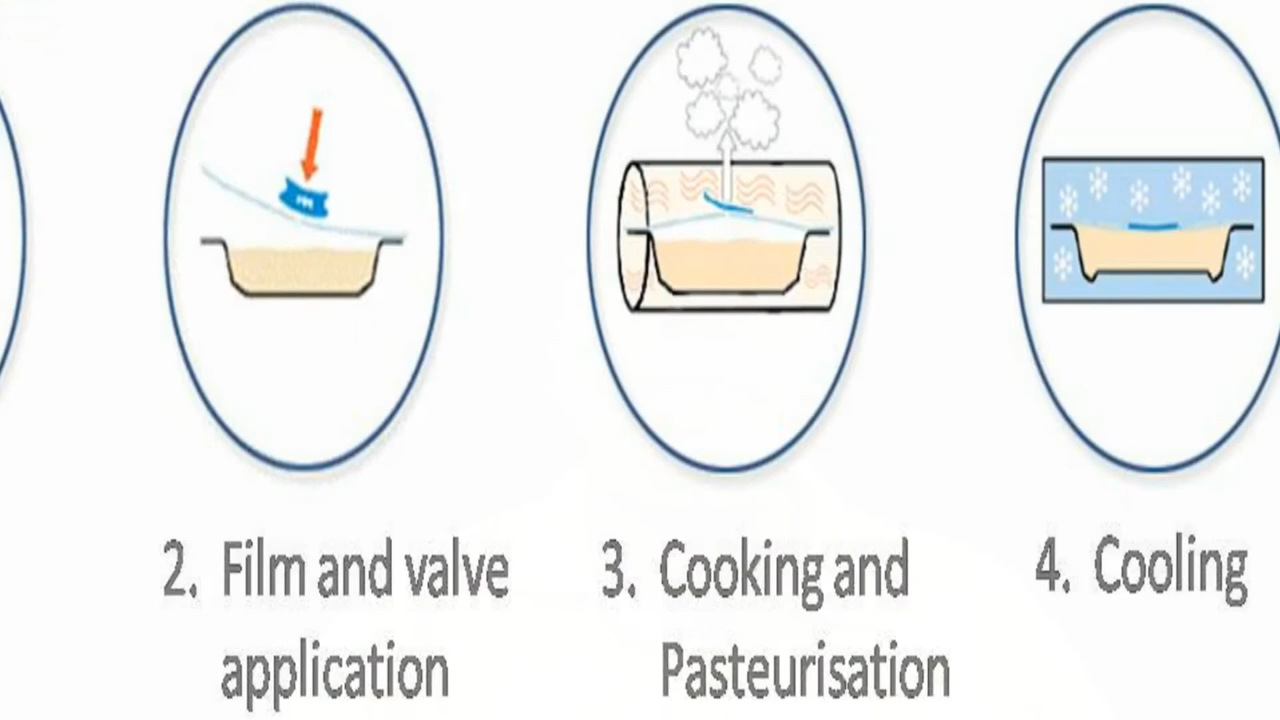 2. Film and valve
application
3. Cooking and
Pasteurisation
4. Cooling